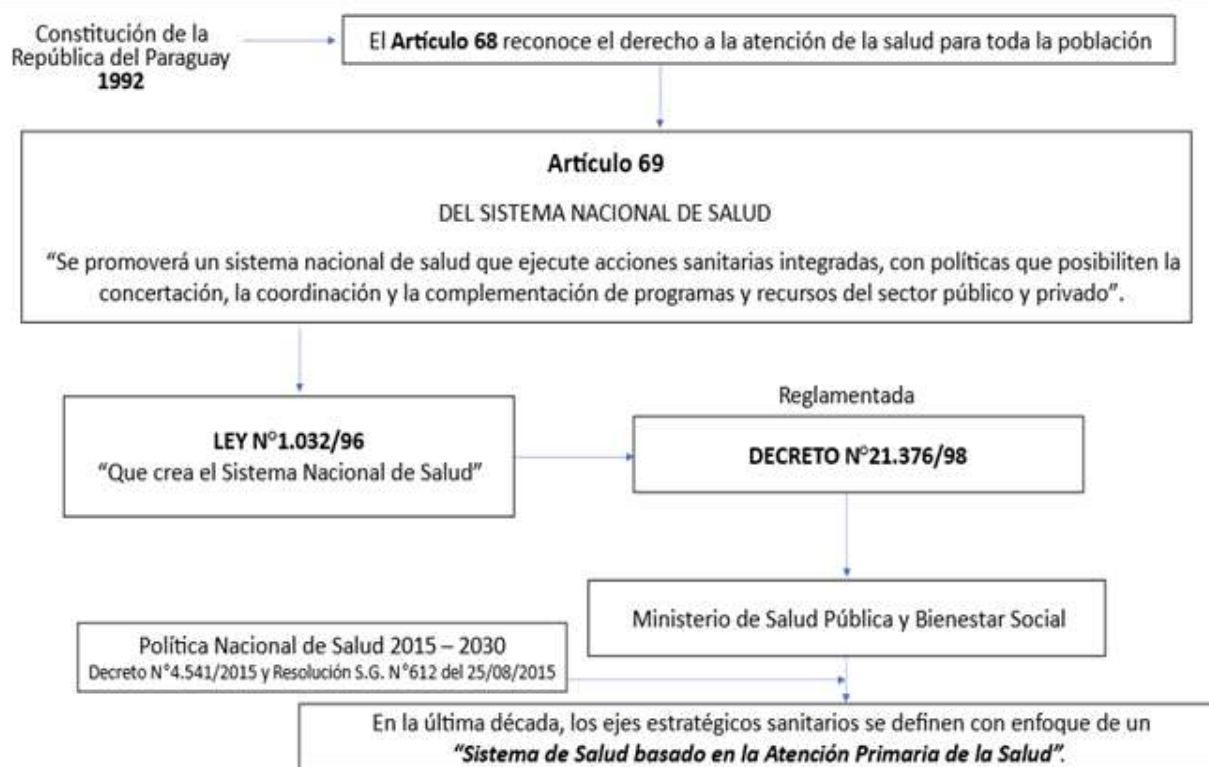 Constitución de la
República del Paraguay
1992
El Artículo 68 reconoce el derecho a la atención de la salud para toda la población
Artículo 69
DEL SISTEMA NACIONAL DE SALUD
“Se promoverá un sistema nacional de salud que ejecute acciones sanitarias integradas, con políticas que posibiliten la
concertación, la coordinación y la complementación de programas y recursos del sector público y privado”.
LEY N°1.032/96
“Que crea el Sistema Nacional de Salud”
Reglamentada
DECRETO N°21.376/98
Ministerio de Salud Pública y Bienestar Social
Política Nacional de Salud 2015 – 2030
Decreto N°4.541/2015 y Resolución S.G. N°612 del 25/08/2015
En la última década, los ejes estratégicos sanitarios se definen con enfoque de un
“Sistema de Salud basado en la Atención Primaria de la Salud”.